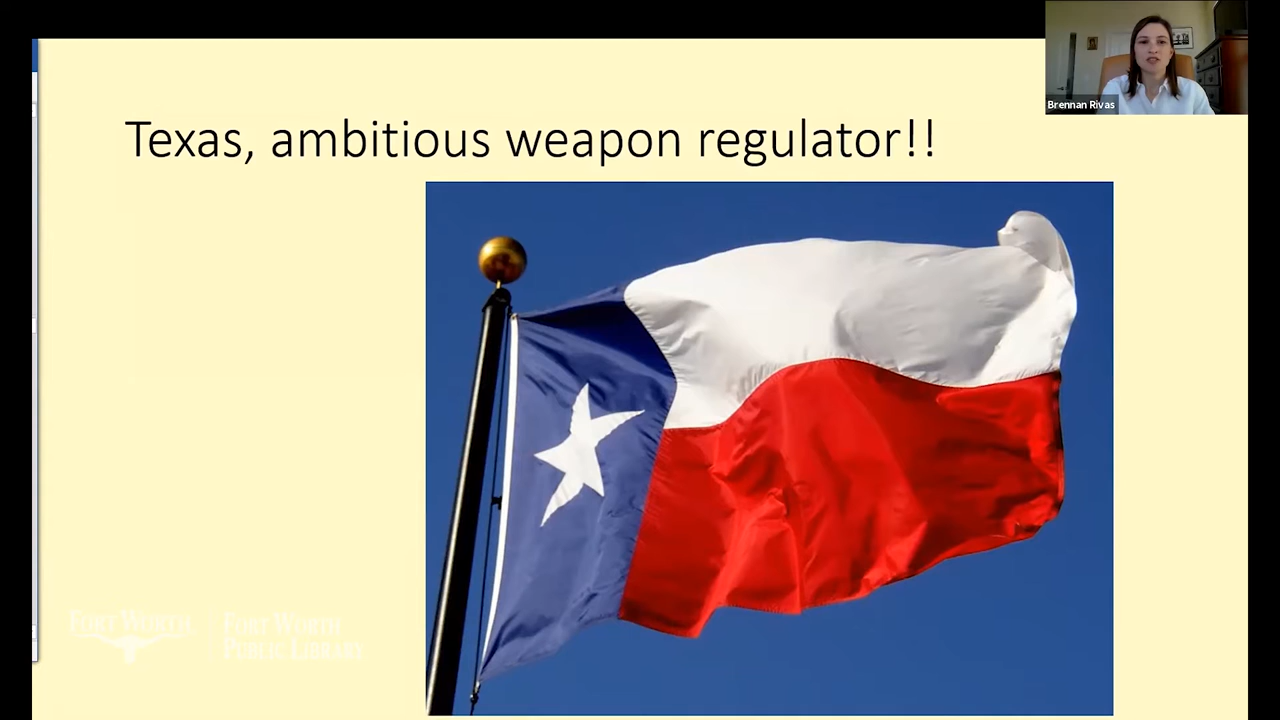 Brennan Rivas
Texas, ambitious weapon regulator!!
FORT WORTH
FORT WORTH
PUBLIC LIBRARY